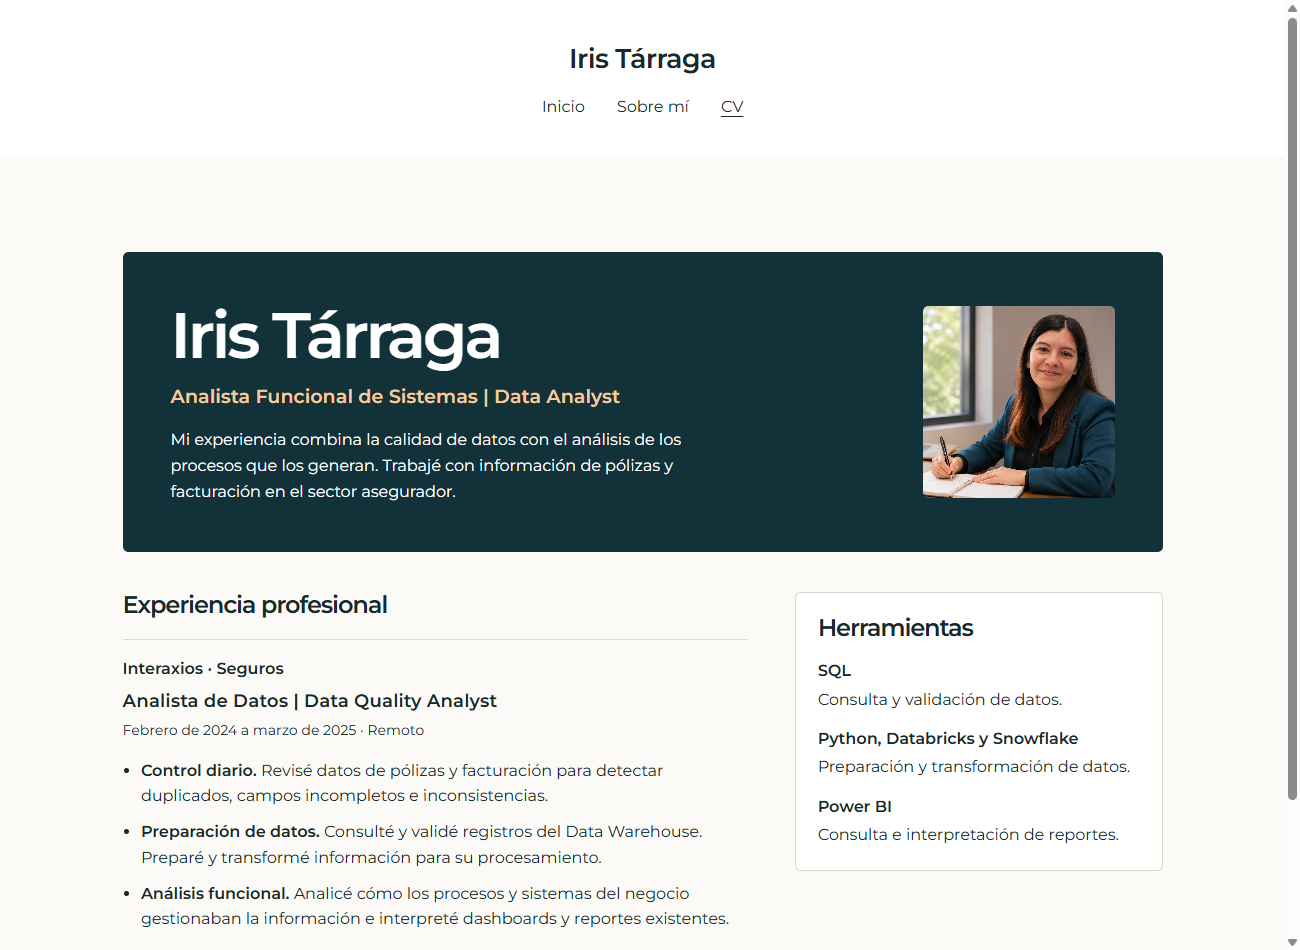 Iris Tárraga
Inicio Sobre mí CV
Iris Tárraga
Analista Funcional de Sistemas | Data Analyst
Mi experiencia combina la calidad de datos con el análisis de los
procesos que los generan. Trabajé con información de pólizas y
facturación en el sector asegurador.
Experiencia profesional
Interaxios · Seguros
Analista de Datos | Data Quality Analyst
Febrero de 2024 a marzo de 2025 · Remoto
• Control diario. Revisé datos de pólizas y facturación para detectar
duplicados, campos incompletos e inconsistencias.
• Preparación de datos. Consulté y validé registros del Data Warehouse.
Preparé y transformé información para su procesamiento.
• Análisis funcional. Analicé cómo los procesos y sistemas del negocio
gestionaban la información e interpreté dashboards y reportes existentes.
Herramientas
SQL
Consulta y validación de datos.
Python, Databricks y Snowflake
Preparación y transformación de datos.
Power BI
Consulta e interpretación de reportes.